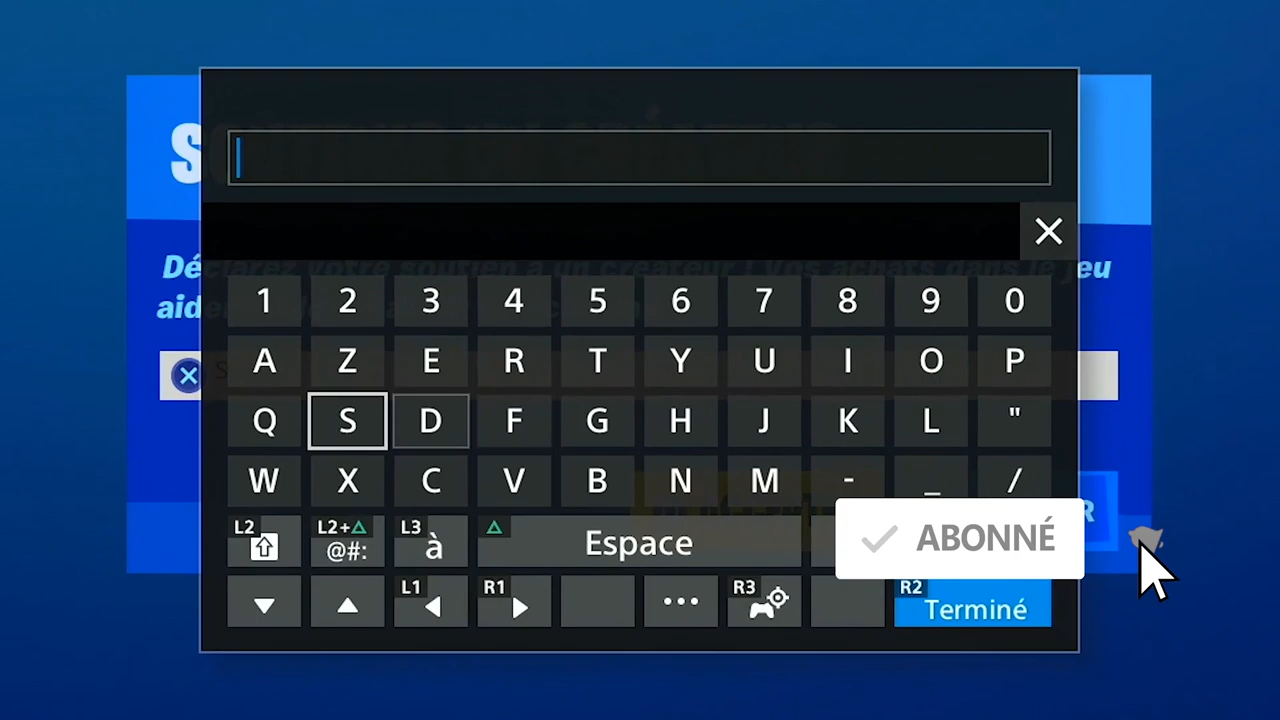 S
Déclarez votre soutien à un créateur ! Vos achats dans le jeu
aide
1 2 3 4 5 6 7 8 9 0
A Z E R T Y U I O P
S
Q S D F G H J K L "
W X C V B N M - _ /
L2 L2+△ L3 △
@#: à Espace
ABONNÉ
R
L1 R1 R3 R2
... Terminé